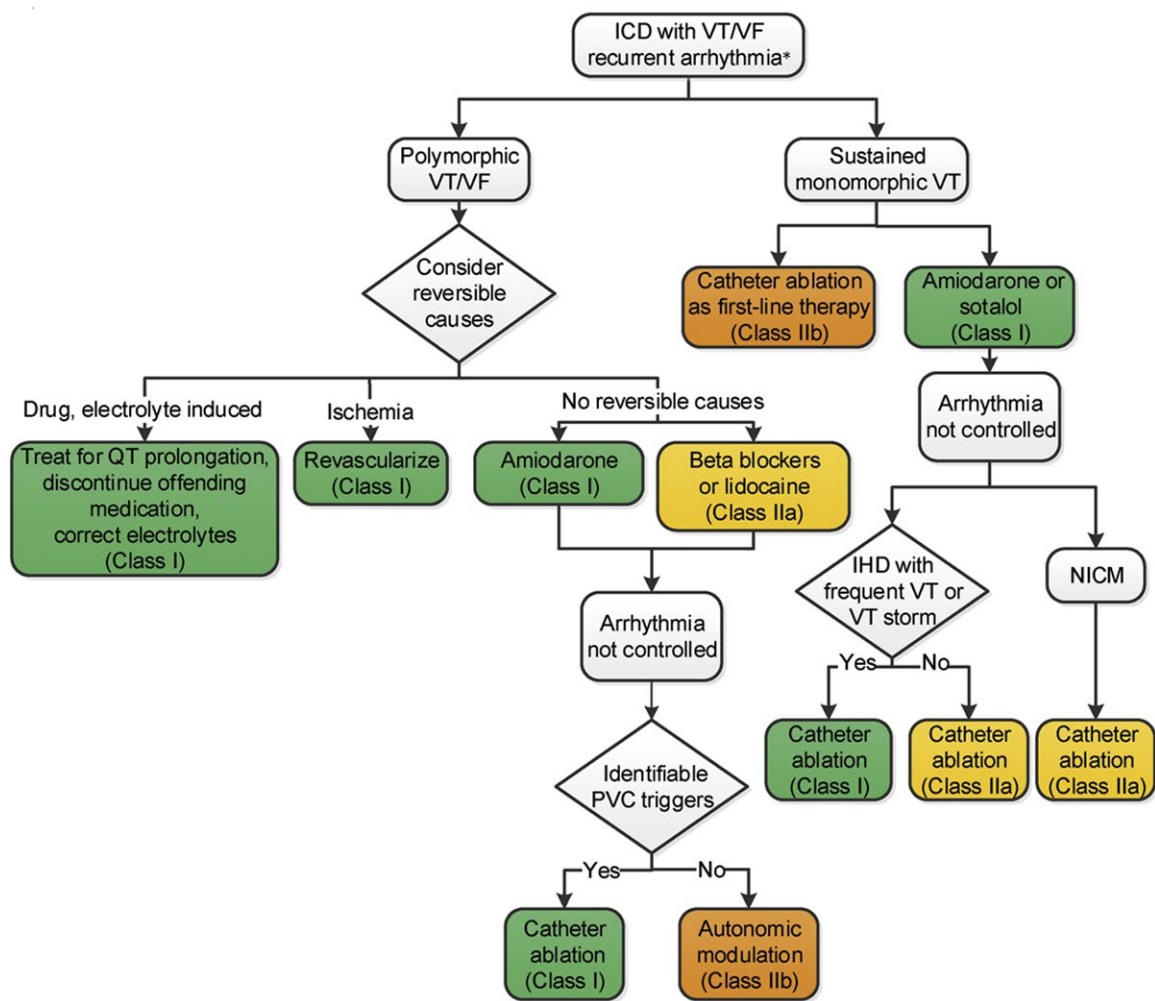 ICD with VT/VF
recurrent arrhythmia*
Polymorphic
VT/VF
Sustained
monomorphic VT
Consider
reversible
causes
Catheter ablation
as first-line therapy
(Class IIb)
Amiodarone or
sotalol
(Class I)
Drug, electrolyte induced
Ischemia
No reversible causes
Arrhythmia
not controlled
Treat for QT prolongation,
discontinue offending
medication,
correct electrolytes
(Class I)
Revascularize
(Class I)
Amiodarone
(Class I)
Beta blockers
or lidocaine
(Class IIa)
IHD with
frequent VT or
VT storm
NICM
Arrhythmia
not controlled
Yes
No
Catheter
ablation
(Class I)
Catheter
ablation
(Class IIa)
Catheter
ablation
(Class IIa)
Identifiable
PVC triggers
Yes
No
Catheter
ablation
(Class I)
Autonomic
modulation
(Class IIb)